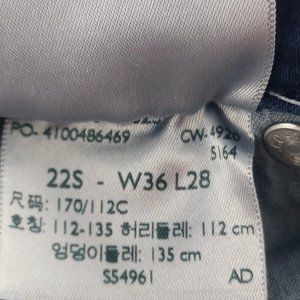 PO- 4100486469 CW-4926
5164
22S - W36 L28
尺码: 170/112C
호칭: 112-135 허리둘레: 112 cm
엉덩이둘레: 135 cm
S54961 AD